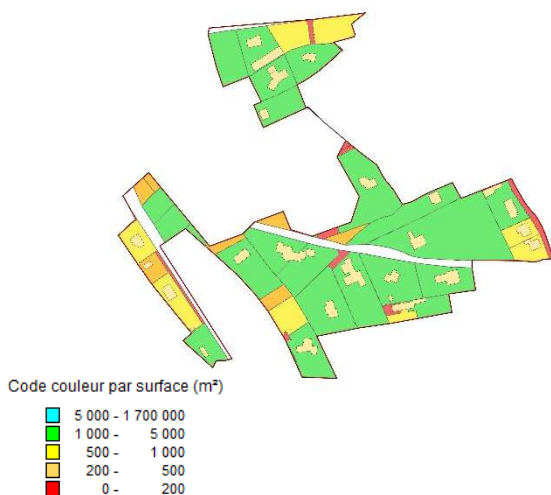 Code couleur par surface (m²)
5 000 - 1 700 000
1 000 - 5 000
500 - 1 000
200 - 500
0 - 200